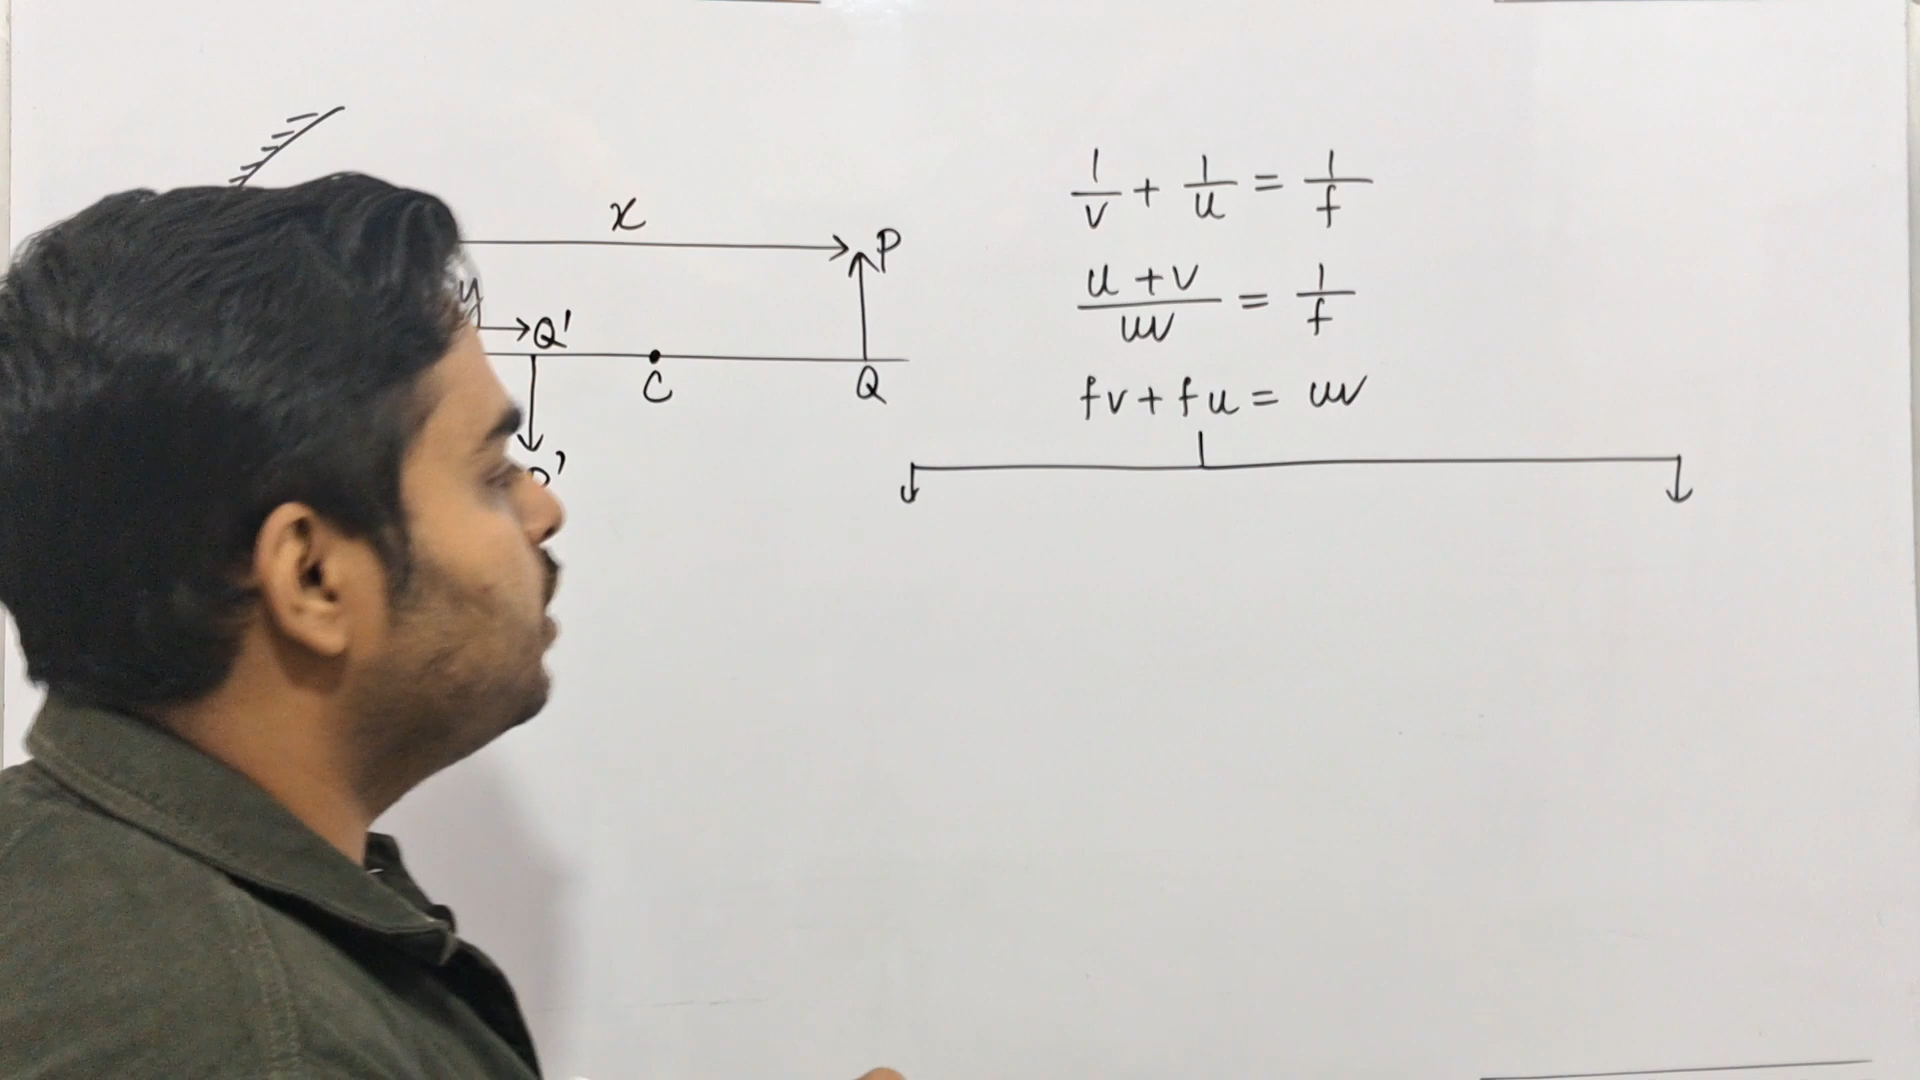 x
P
y
Q'
C
Q
1/v + 1/u = 1/f
u + v/uv = 1/f
fv + fu = uv